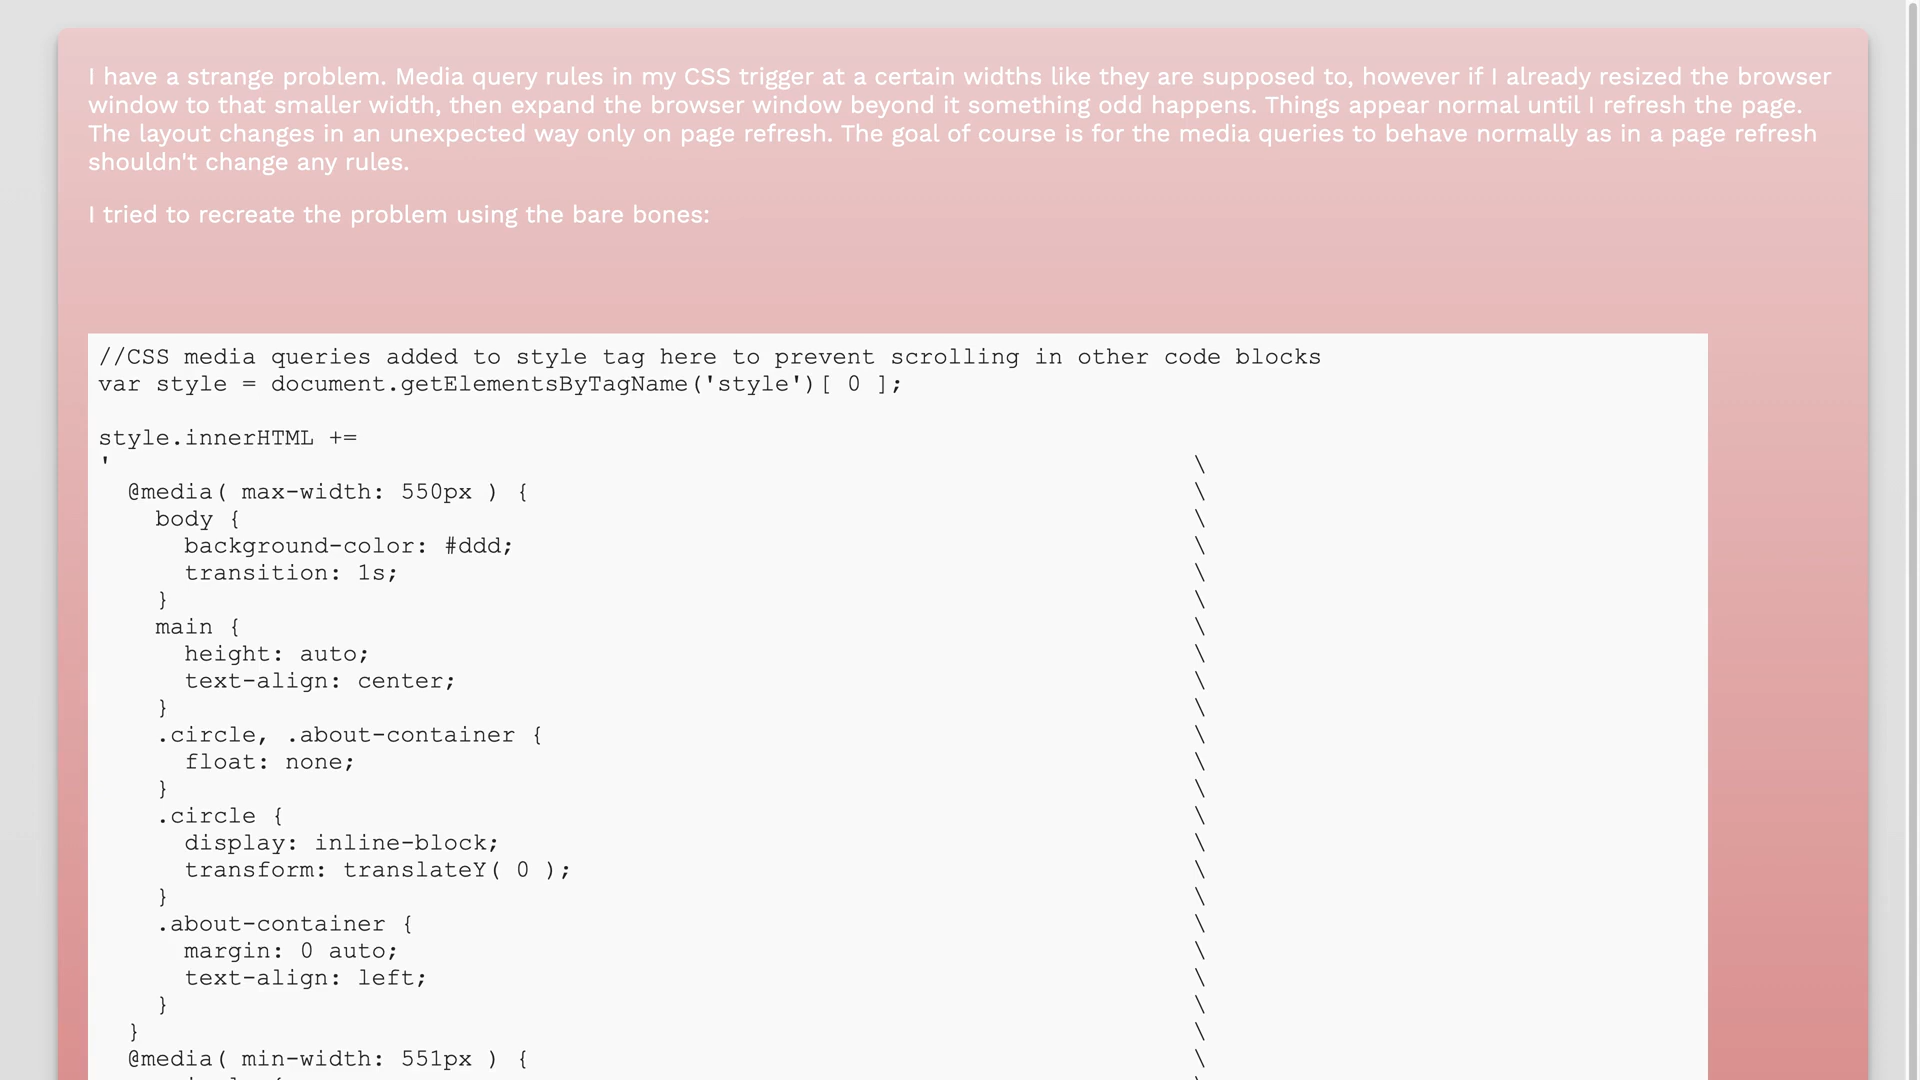 I have a strange problem. Media query rules in my CSS trigger at a certain widths like they are supposed to, however if I already resized the browser
window to that smaller width, then expand the browser window beyond it something odd happens. Things appear normal until I refresh the page.
The layout changes in an unexpected way only on page refresh. The goal of course is for the media queries to behave normally as in a page refresh
shouldn't change any rules.
I tried to recreate the problem using the bare bones:
//CSS media queries added to style tag here to prevent scrolling in other code blocks
var style = document.getElementsByTagName('style')[ 0 ];
style.innerHTML +=
' \
@media( max-width: 550px ) { \
body { \
background-color: #ddd; \
transition: 1s; \
} \
main { \
height: auto; \
text-align: center; \
} \
.circle, .about-container { \
float: none; \
} \
.circle { \
display: inline-block; \
transform: translateY( 0 ); \
} \
.about-container { \
margin: 0 auto; \
text-align: left; \
} \
} \
@media( min-width: 551px ) { \